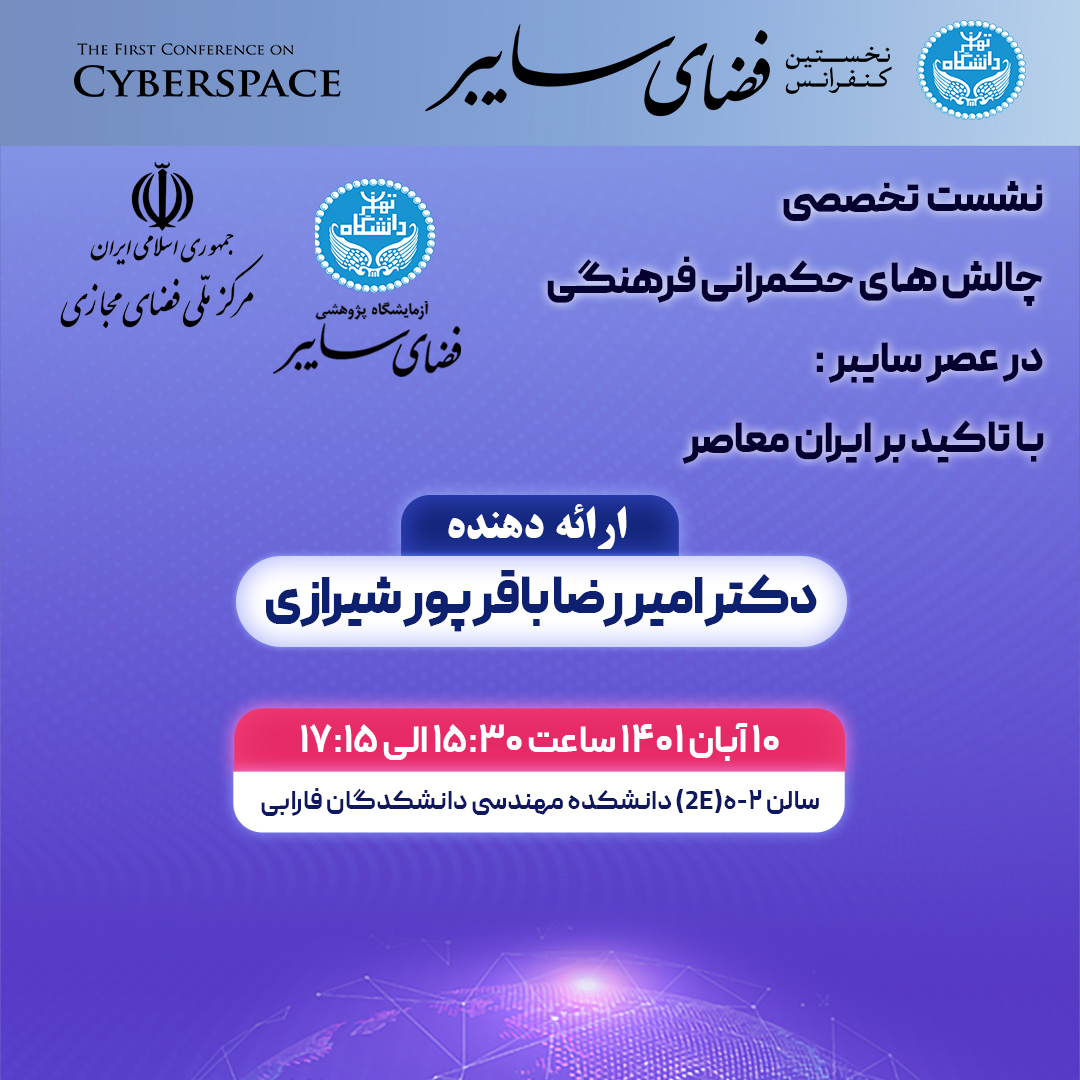 THE FIRST CONFERENCE ON
CYBERSPACE
نخستین
کنفرانس
فضای سایبر
دانشگاه
تهران
نشست تخصصی
چالش های حکمرانی فرهنگی
در عصر سایبر :
با تاکید بر ایران معاصر
دانشگاه
تهران
آزمایشگاه پژوهشی
فضای سایبر
جمهوری اسلامی ایران
مرکز ملّی فضای مجازی
ارائه دهنده
دکتر امیررضا باقرپور شیرازی
۱۰ آبان ۱۴۰۱ ساعت ۱۵:۳۰ الی ۱۷:۱۵
سالن ۲-ه(2E) دانشکده مهندسی دانشکدگان فارابی